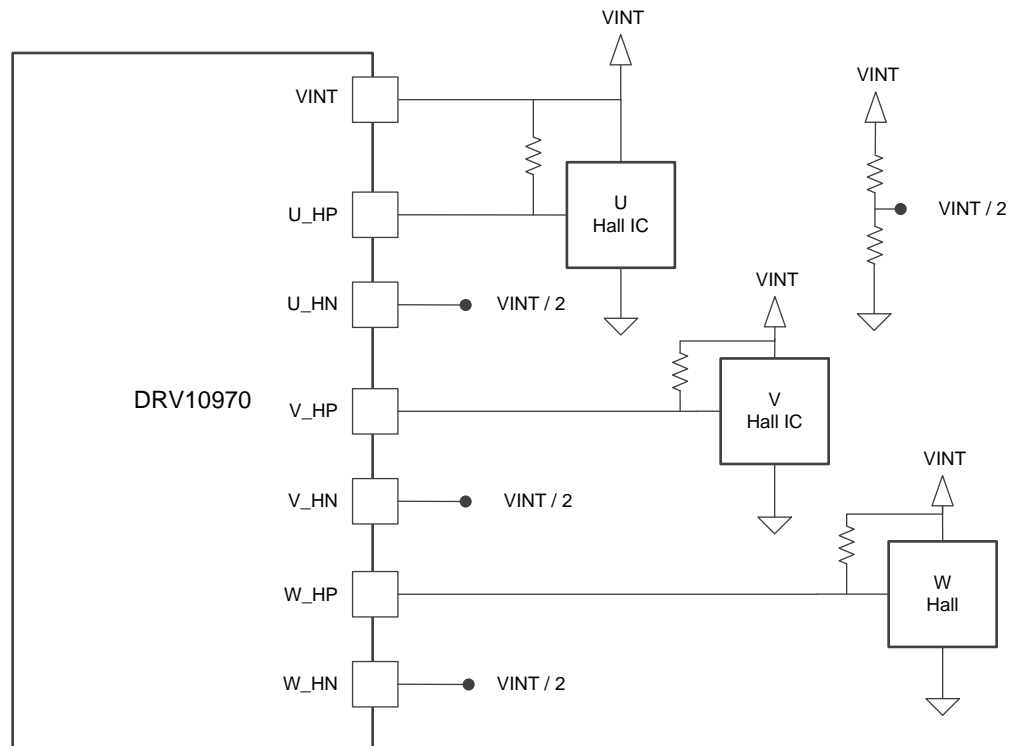 VINT
VINT
VINT
U_HP
U
Hall IC
VINT / 2
U_HN
VINT / 2
VINT
DRV10970
V_HP
V
Hall IC
VINT
V_HN
VINT / 2
W_HP
W
Hall
W_HN
VINT / 2